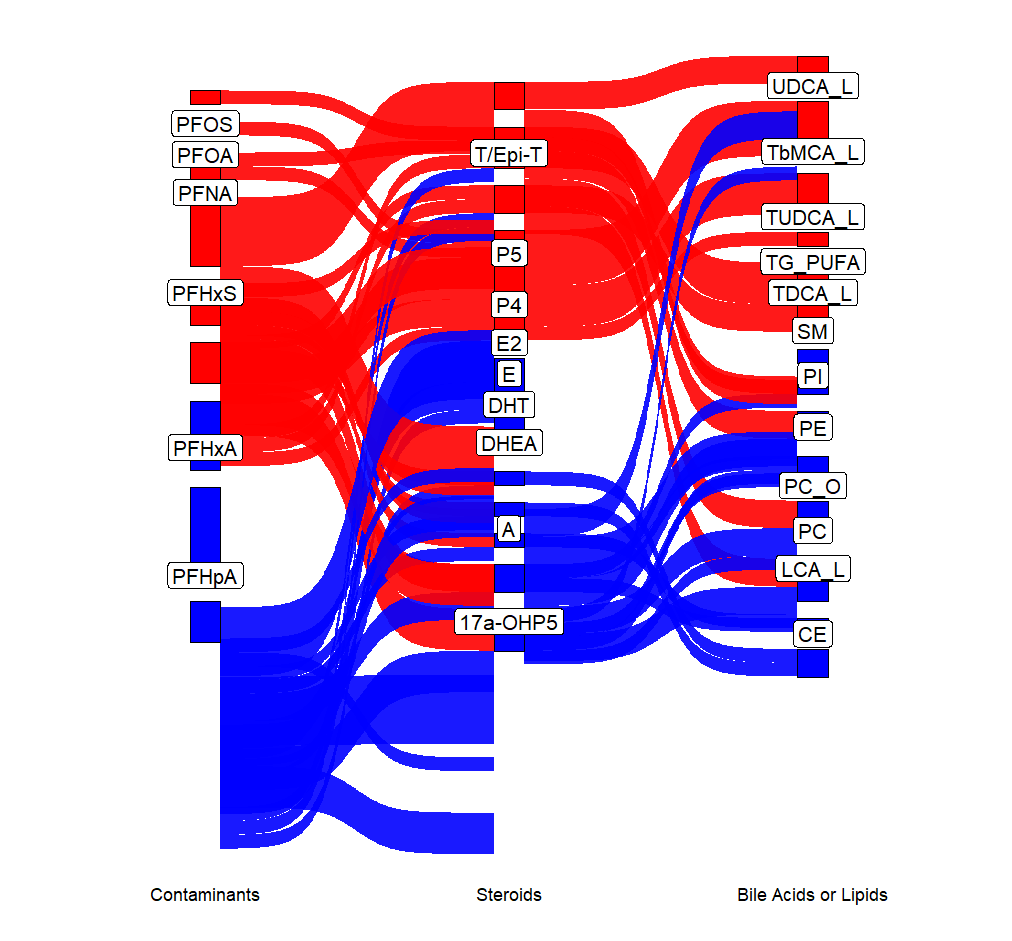 PFOS
PFOA
PFNA
PFHxS
PFHxA
PFHpA
T/Epi-T
P5
P4
E2
E
DHT
DHEA
A
17a-OHP5
UDCA_L
TbMCA_L
TUDCA_L
TG_PUFA
TDCA_L
SM
PI
PE
PC_O
PC
LCA_L
CE
Contaminants
Steroids
Bile Acids or Lipids